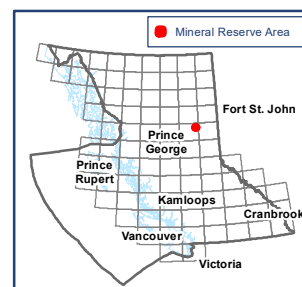 Mineral Reserve Area
Fort St. John
Prince
George
Prince
Rupert
Kamloops
Cranbrook
Vancouver
Victoria